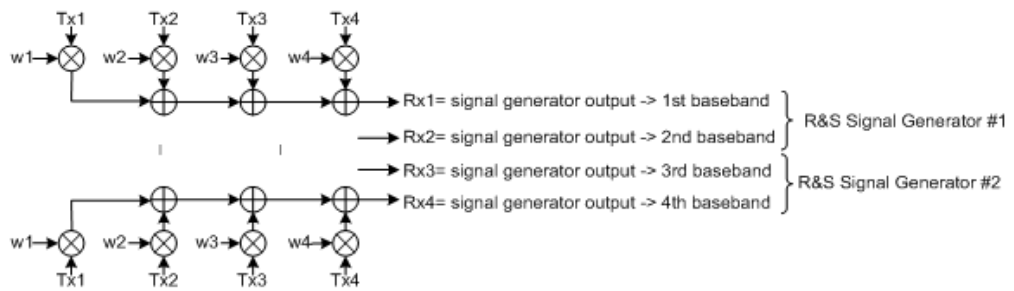 Tx1 Tx2 Tx3 Tx4
w1 w2 w3 w4
Rx1= signal generator output -> 1st baseband
R&S Signal Generator #1
Rx2= signal generator output -> 2nd baseband
Rx3= signal generator output -> 3rd baseband
R&S Signal Generator #2
Rx4= signal generator output -> 4th baseband
w1 w2 w3 w4
Tx1 Tx2 Tx3 Tx4